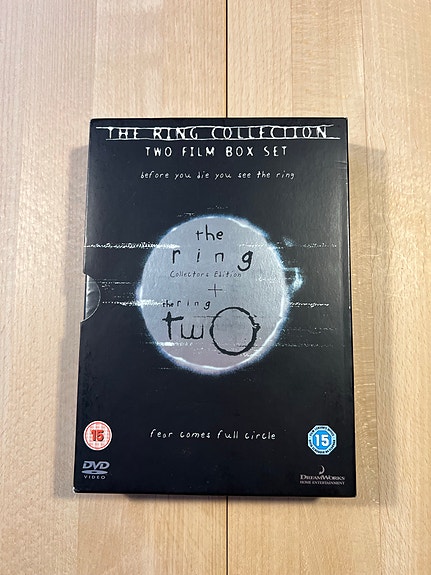 THE RING COLLECTION
TWO FILM BOX SET
before you die you see the ring
the
ring
Collectors Edition
+
the ring
two
fear comes full circle
15
15
DVD
VIDEO
DREAMWORKS
HOME ENTERTAINMENT